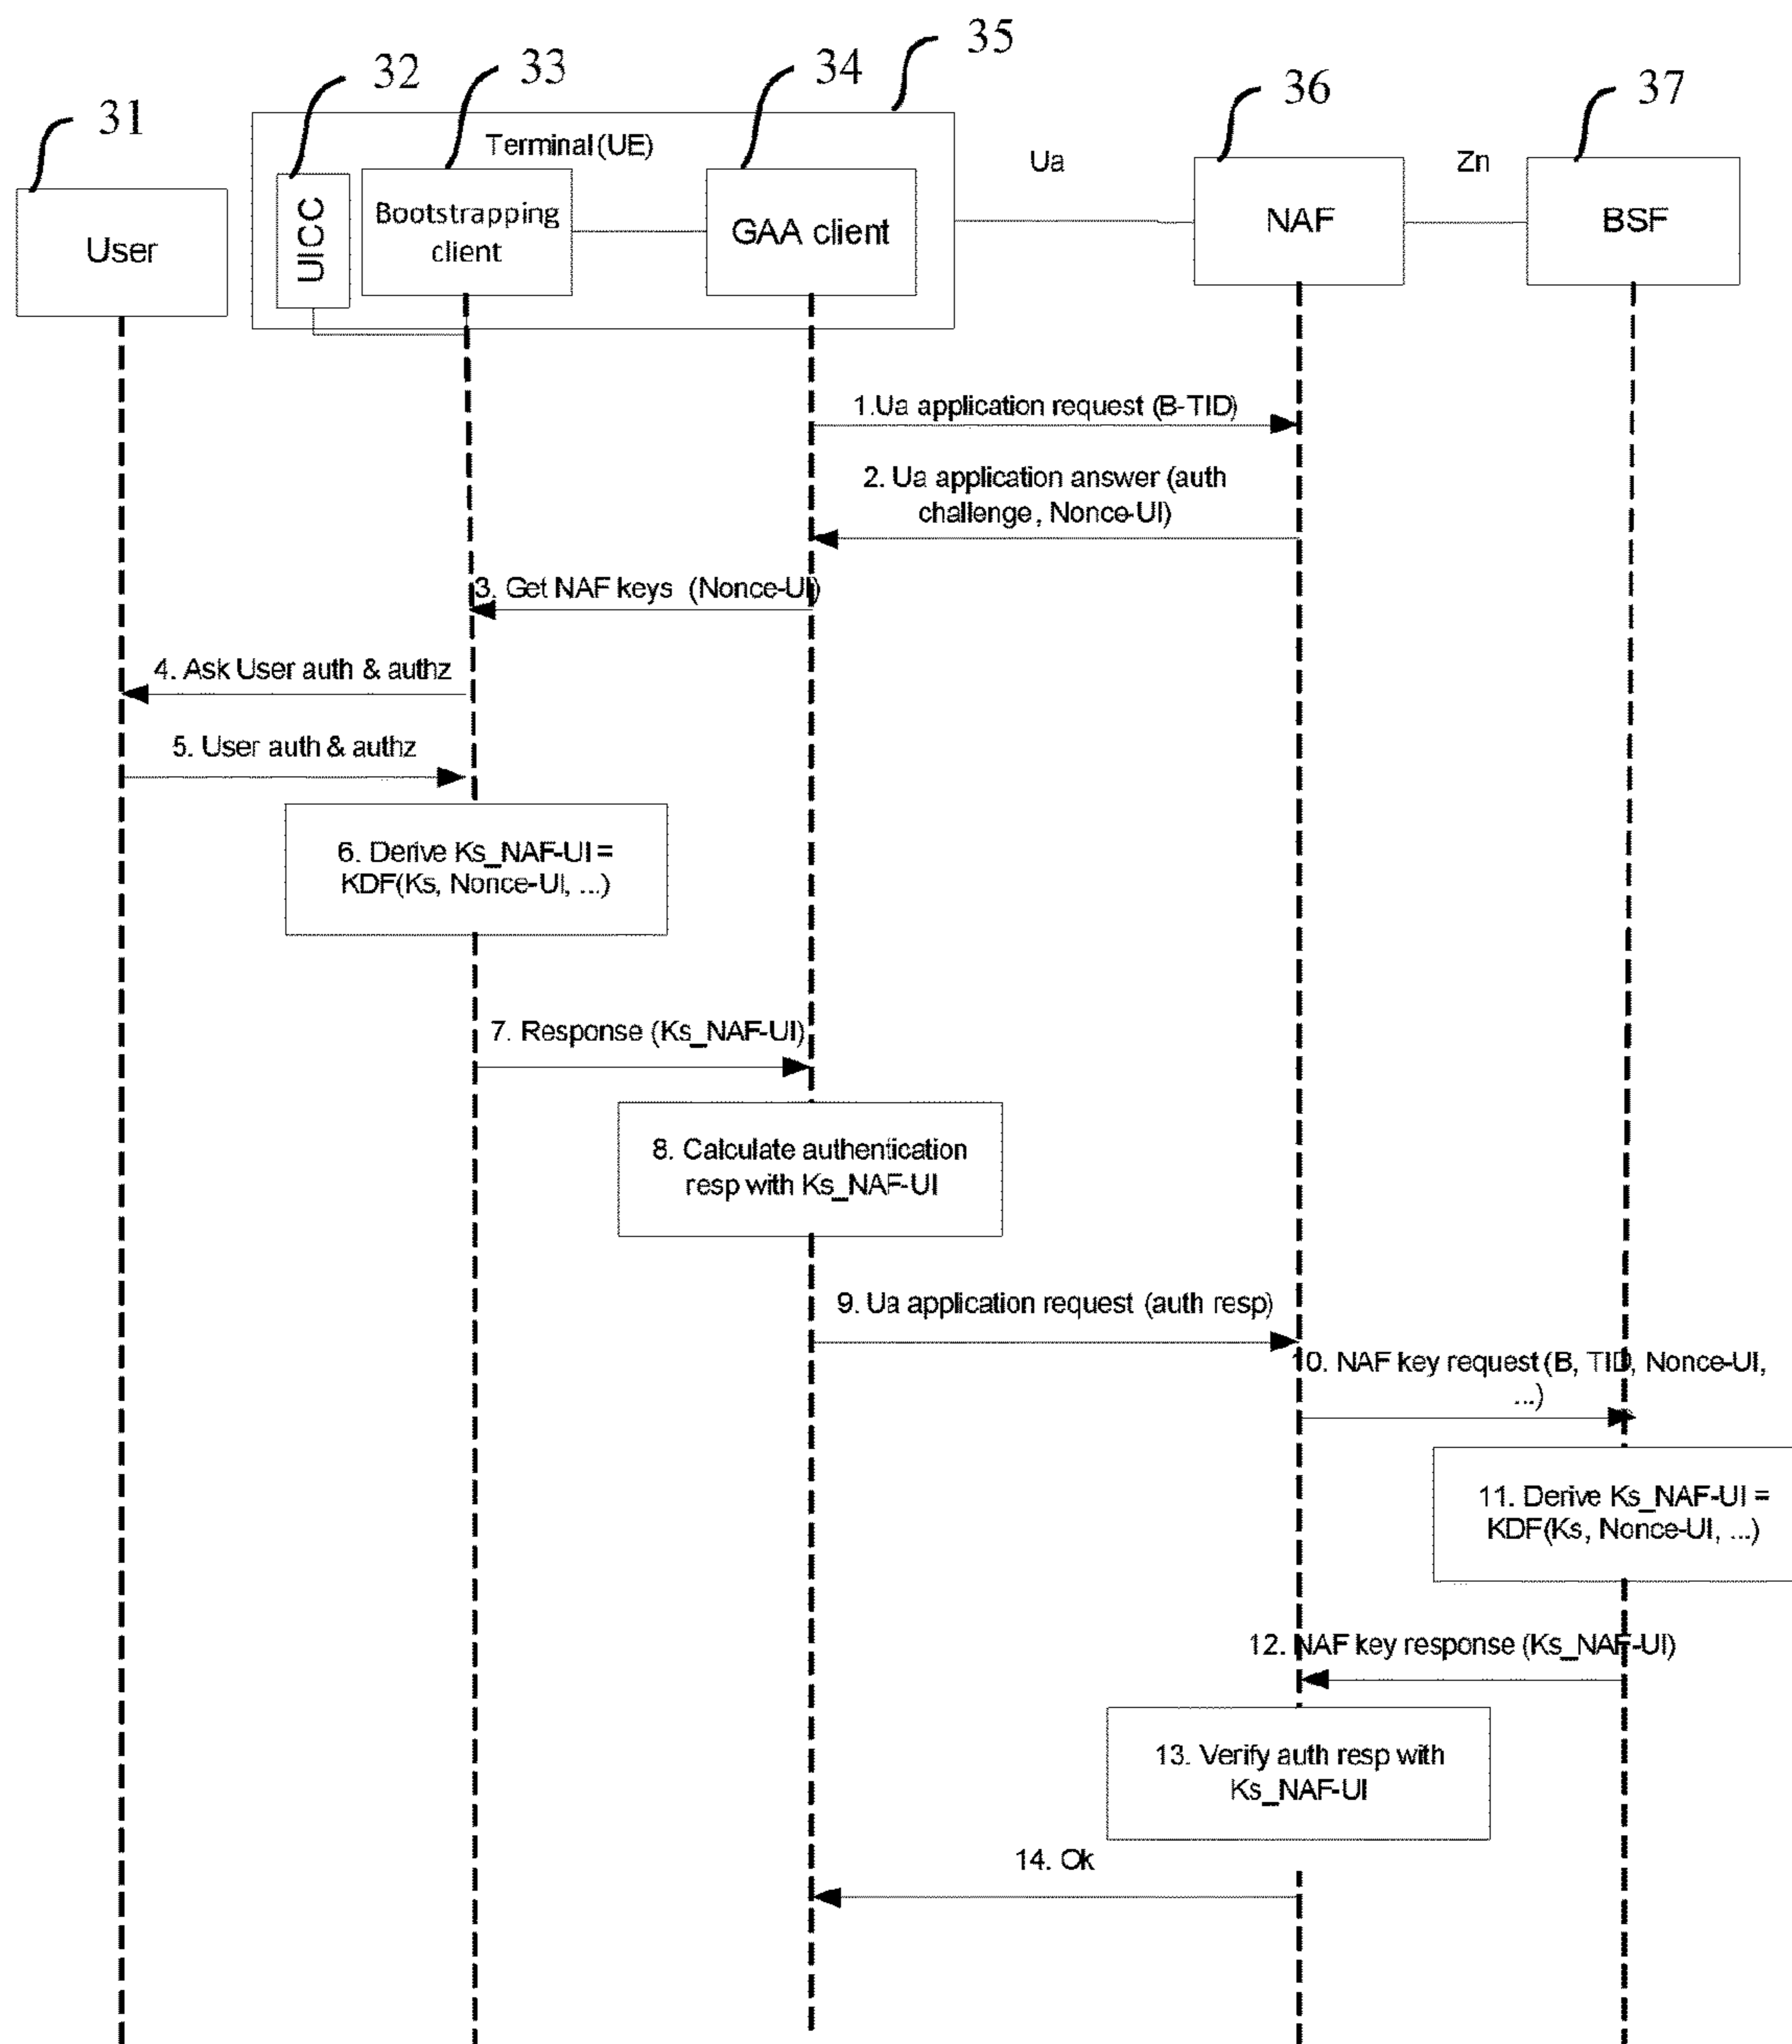 35
32
33
34
36
37
31
Terminal(UE)
Ua
Zn
User
UICC
Bootstrapping
client
GAA client
NAF
BSF
1.Ua application request (B-TID)
2. Ua application answer (auth
challenge, Nonce-UI)
3. Get NAF keys (Nonce-UI)
4. Ask User auth & authz
5. User auth & authz
6. Derive Ks_NAF-UI =
KDF(Ks, Nonce-UI, ...)
7. Response (Ks_NAF-UI)
8. Calculate authentication
resp with Ks_NAF-UI
9. Ua application request (auth resp)
10. NAF key request (B, TID, Nonce-UI,
...)
11. Derive Ks_NAF-UI =
KDF(Ks, Nonce-UI, ...)
12. NAF key response (Ks_NAF-UI)
13. Verify auth resp with
Ks_NAF-UI
14. Ok